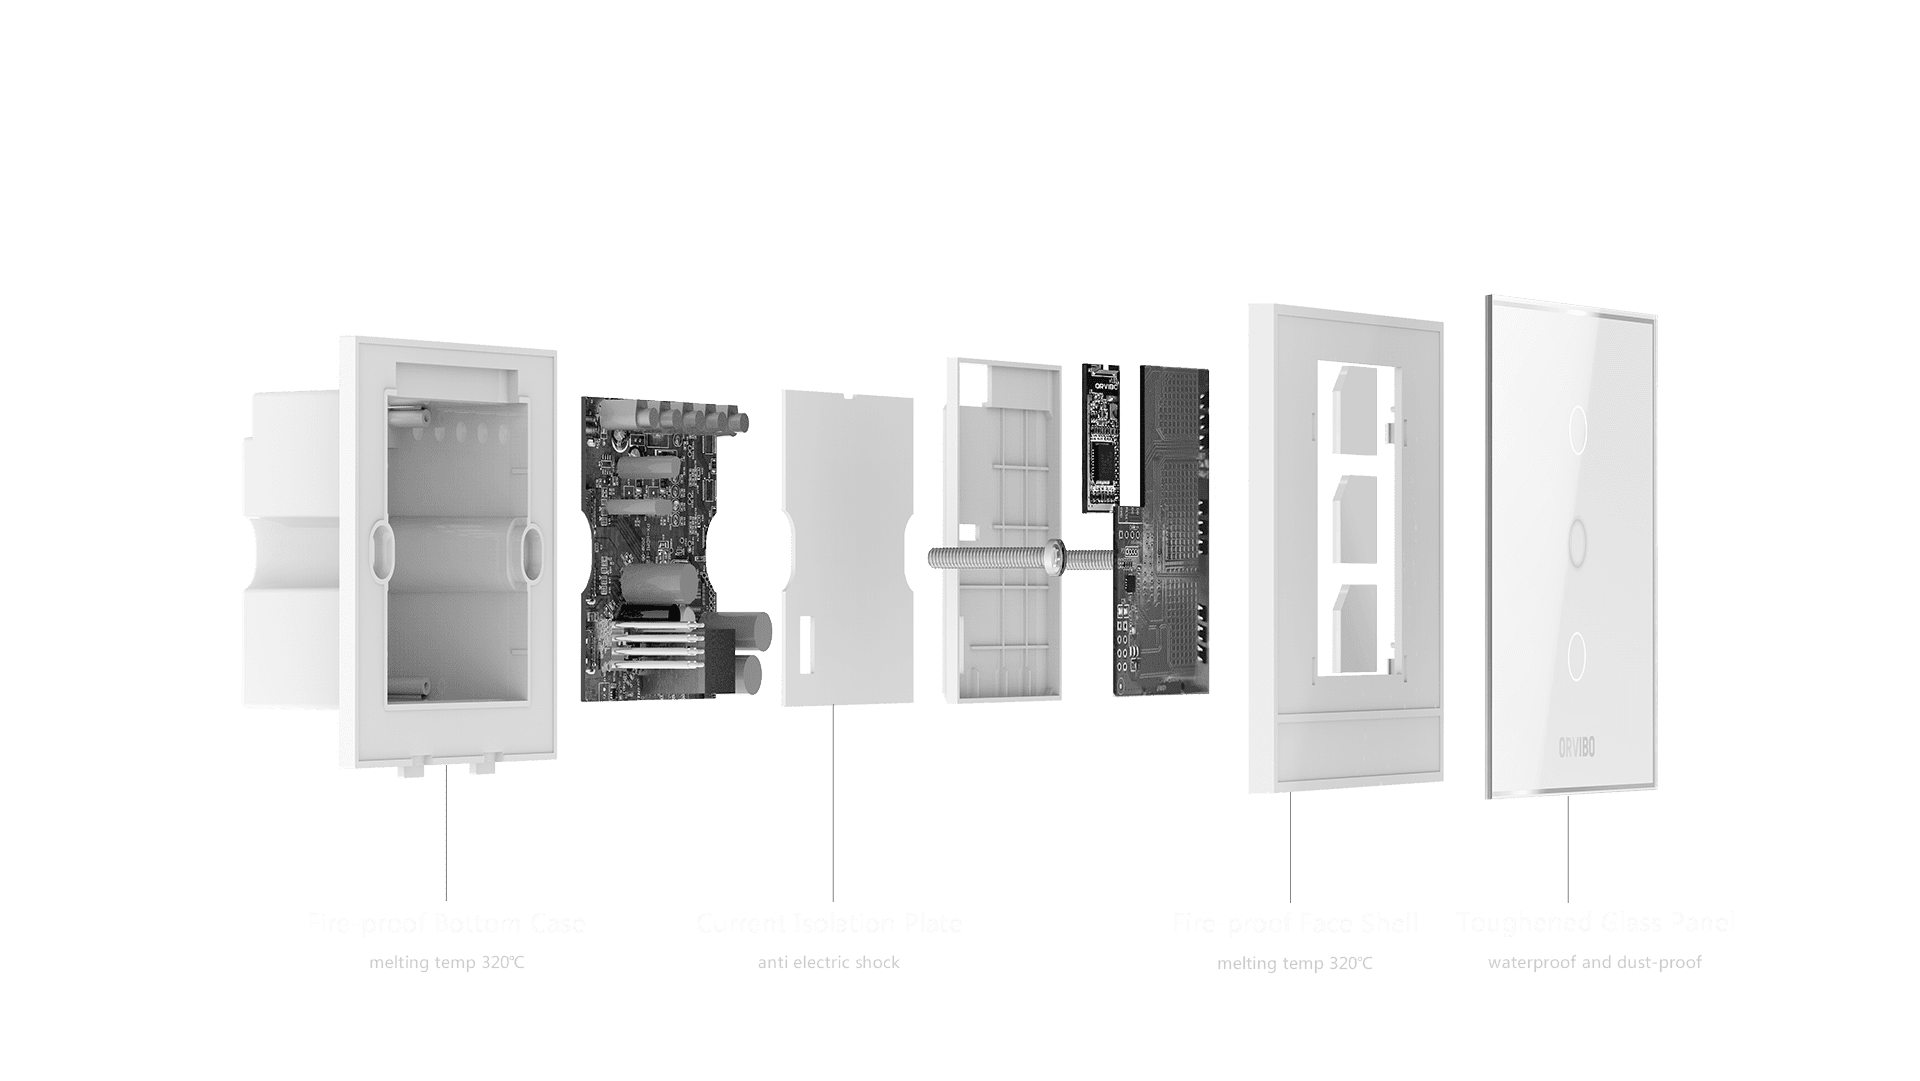 ORVIBO
ORVIBO
Fire-proof Bottom Case
melting temp 320℃
Current Isolation Plate
anti electric shock
Fire-proof Face Shell
melting temp 320℃
Toughened Glass Panel
waterproof and dust-proof